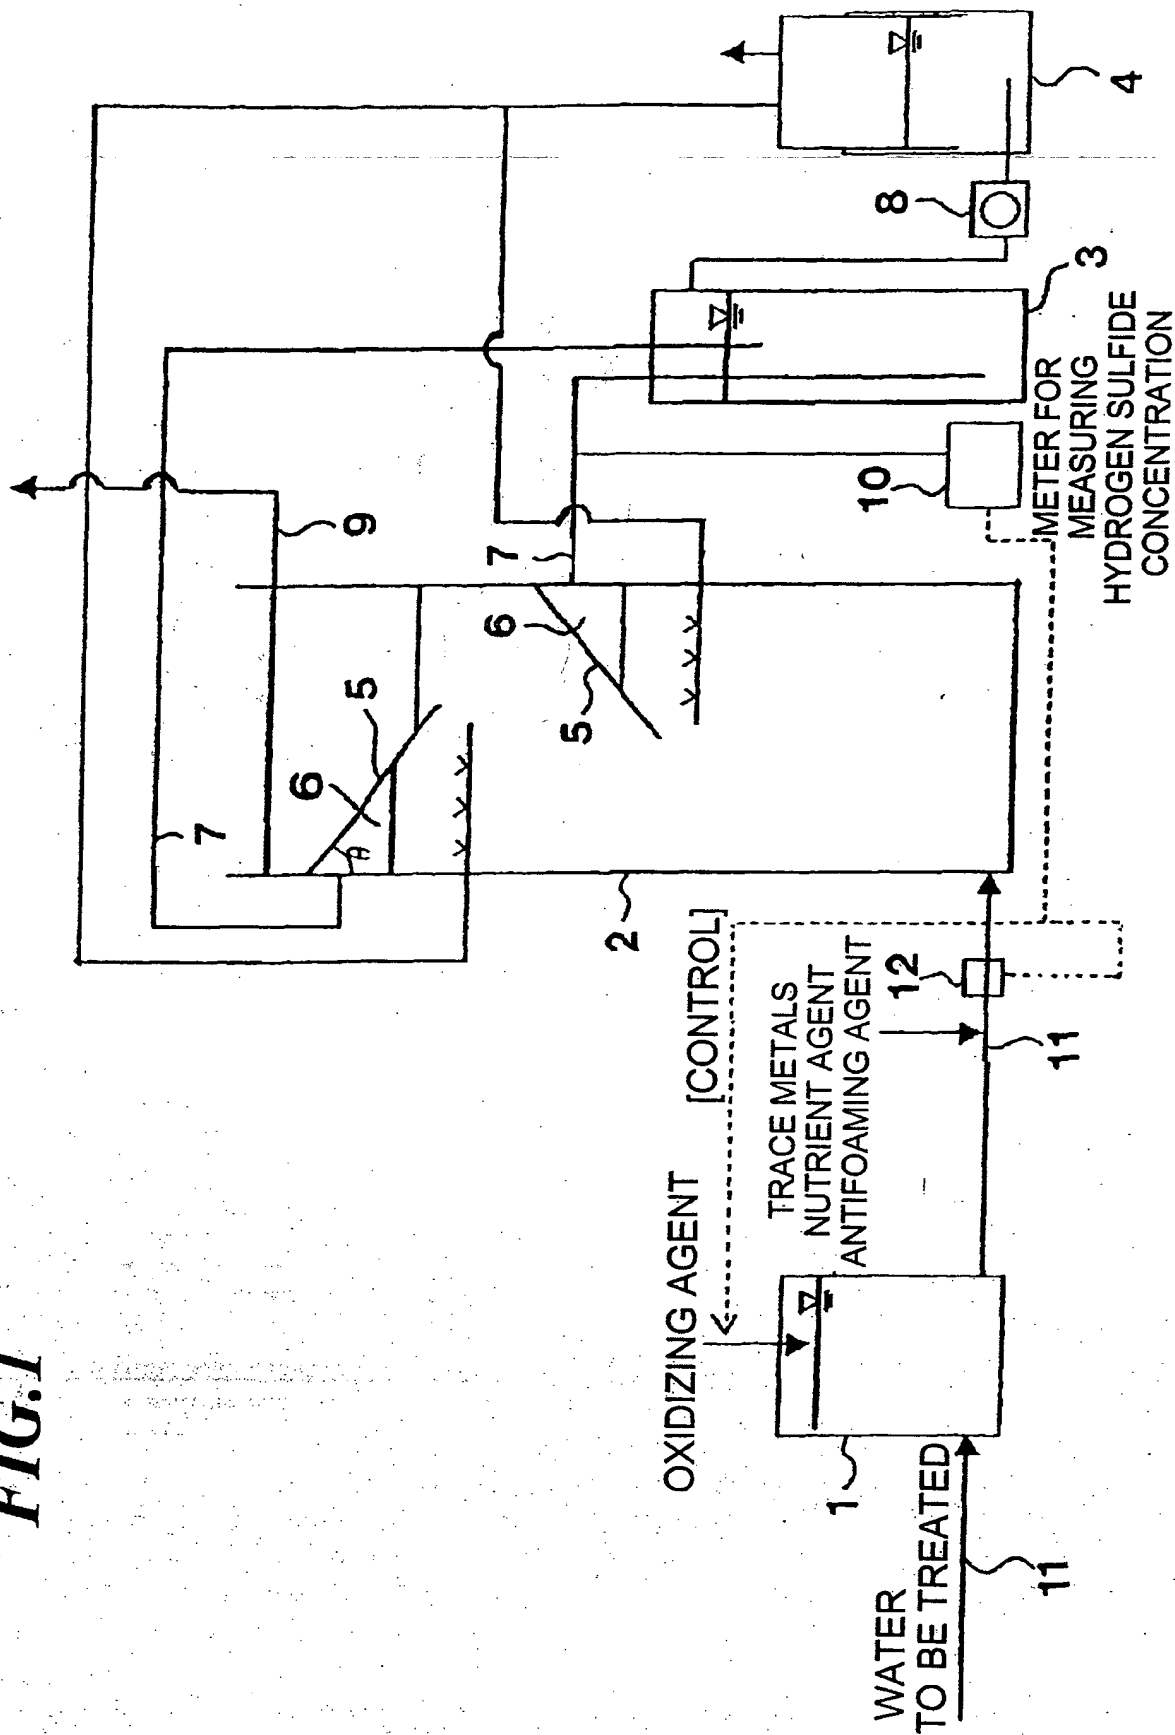 FIG.1
4
8
3
METER FOR
MEASURING
HYDROGEN SULFIDE
CONCENTRATION
10
9
7
6
5
5
6
θ
7
2
[CONTROL]
12
TRACE METALS
NUTRIENT AGENT
ANTIFOAMING AGENT
11
OXIDIZING AGENT
1
WATER
TO BE TREATED
11